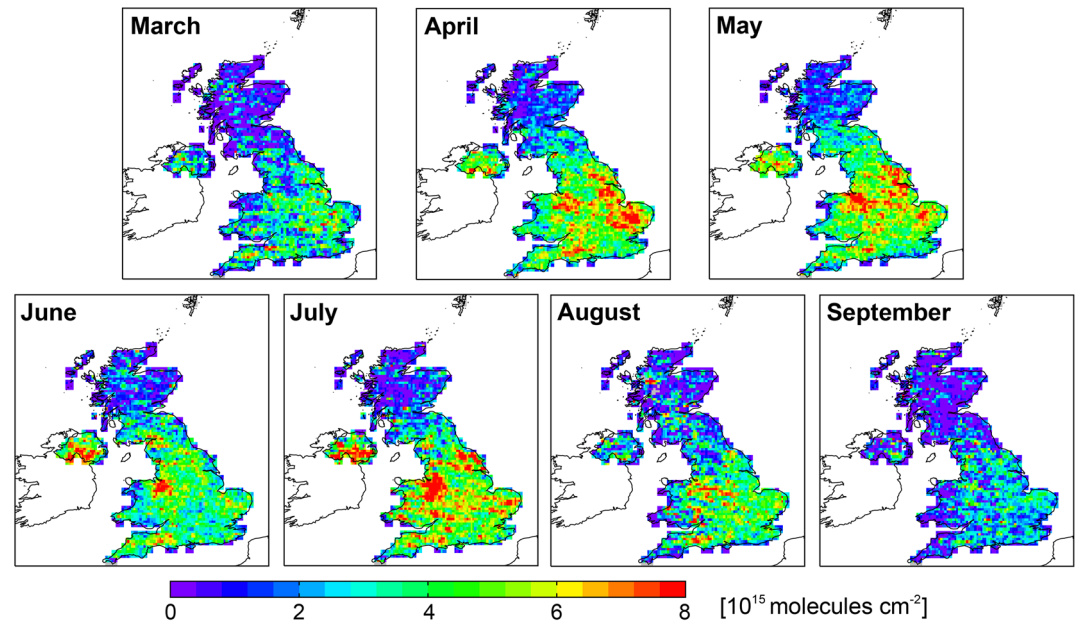 March
April
May
June
July
August
September
0 2 4 6 8 [10¹⁵ molecules cm⁻²]